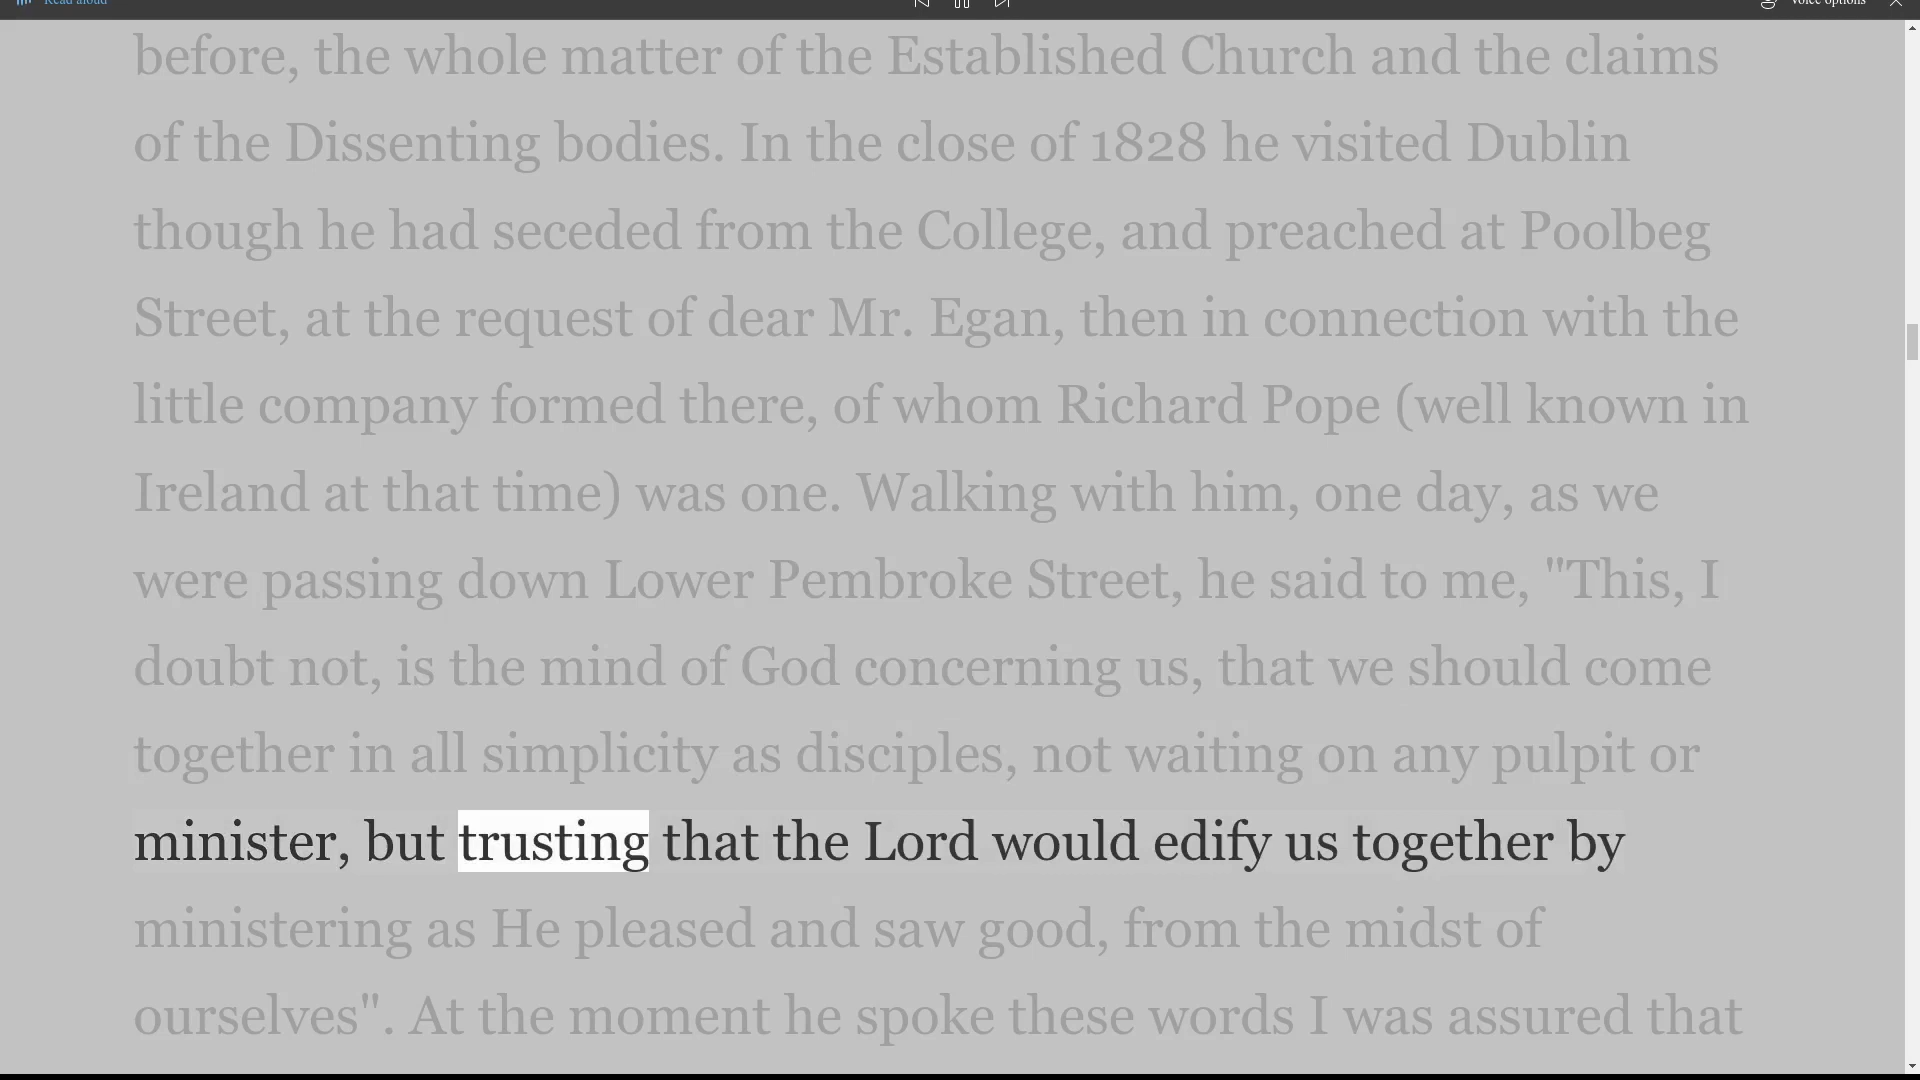 Read aloud
Voice options
before, the whole matter of the Established Church and the claims
of the Dissenting bodies. In the close of 1828 he visited Dublin
though he had seceded from the College, and preached at Poolbeg
Street, at the request of dear Mr. Egan, then in connection with the
little company formed there, of whom Richard Pope (well known in
Ireland at that time) was one. Walking with him, one day, as we
were passing down Lower Pembroke Street, he said to me, "This, I
doubt not, is the mind of God concerning us, that we should come
together in all simplicity as disciples, not waiting on any pulpit or
minister, but trusting that the Lord would edify us together by
ministering as He pleased and saw good, from the midst of
ourselves". At the moment he spoke these words I was assured that